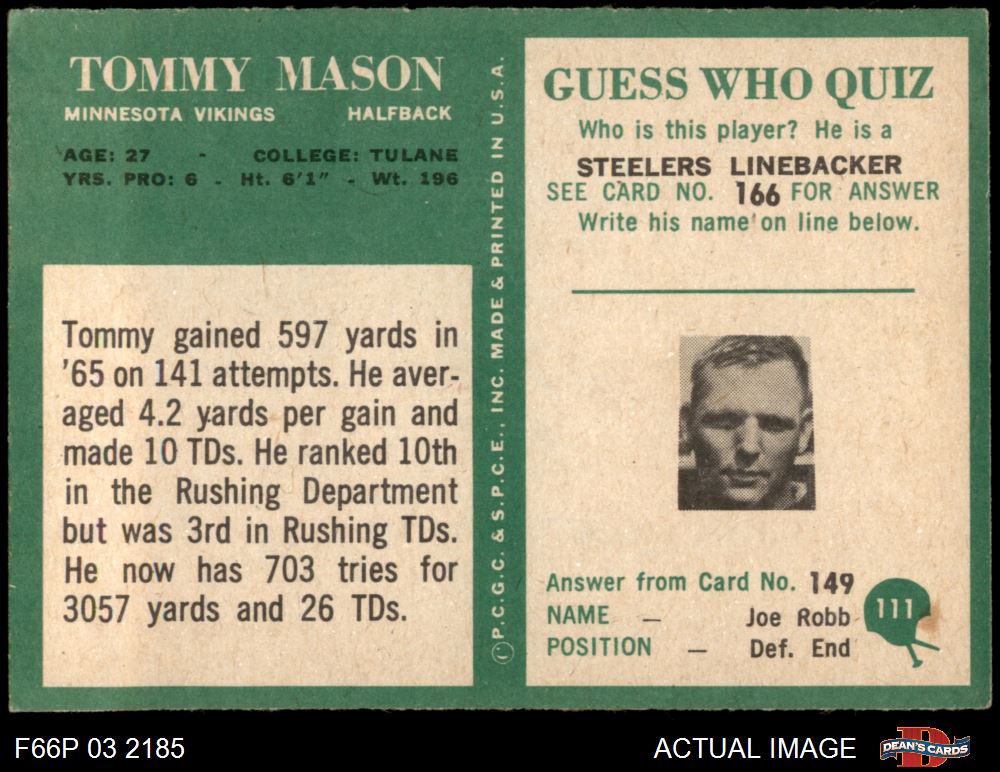 TOMMY MASON
MINNESOTA VIKINGS HALFBACK
AGE: 27 - COLLEGE: TULANE
YRS. PRO: 6 - Ht. 6'1" - Wt. 196
Tommy gained 597 yards in
'65 on 141 attempts. He aver-
aged 4.2 yards per gain and
made 10 TDs. He ranked 10th
in the Rushing Department
but was 3rd in Rushing TDs.
He now has 703 tries for
3057 yards and 26 TDs.
© P.C.G.C. & S.P.C.E., INC. MADE & PRINTED IN U.S.A.
GUESS WHO QUIZ
Who is this player? He is a
STEELERS LINEBACKER
SEE CARD NO. 166 FOR ANSWER
Write his name on line below.
Answer from Card No. 149
NAME — Joe Robb
POSITION — Def. End
111
F66P 03 2185
ACTUAL IMAGE
D
DEAN'S CARDS